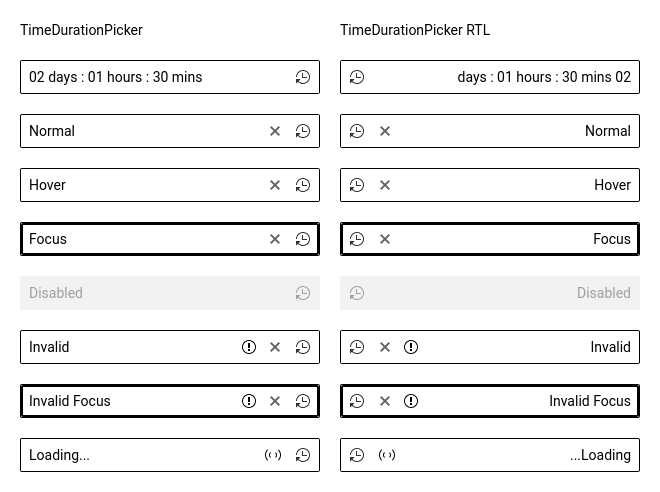 TimeDurationPicker
02 days : 01 hours : 30 mins
Normal
Hover
Focus
Disabled
Invalid
Invalid Focus
Loading...
TimeDurationPicker RTL
days : 01 hours : 30 mins 02
Normal
Hover
Focus
Disabled
Invalid
Invalid Focus
...Loading